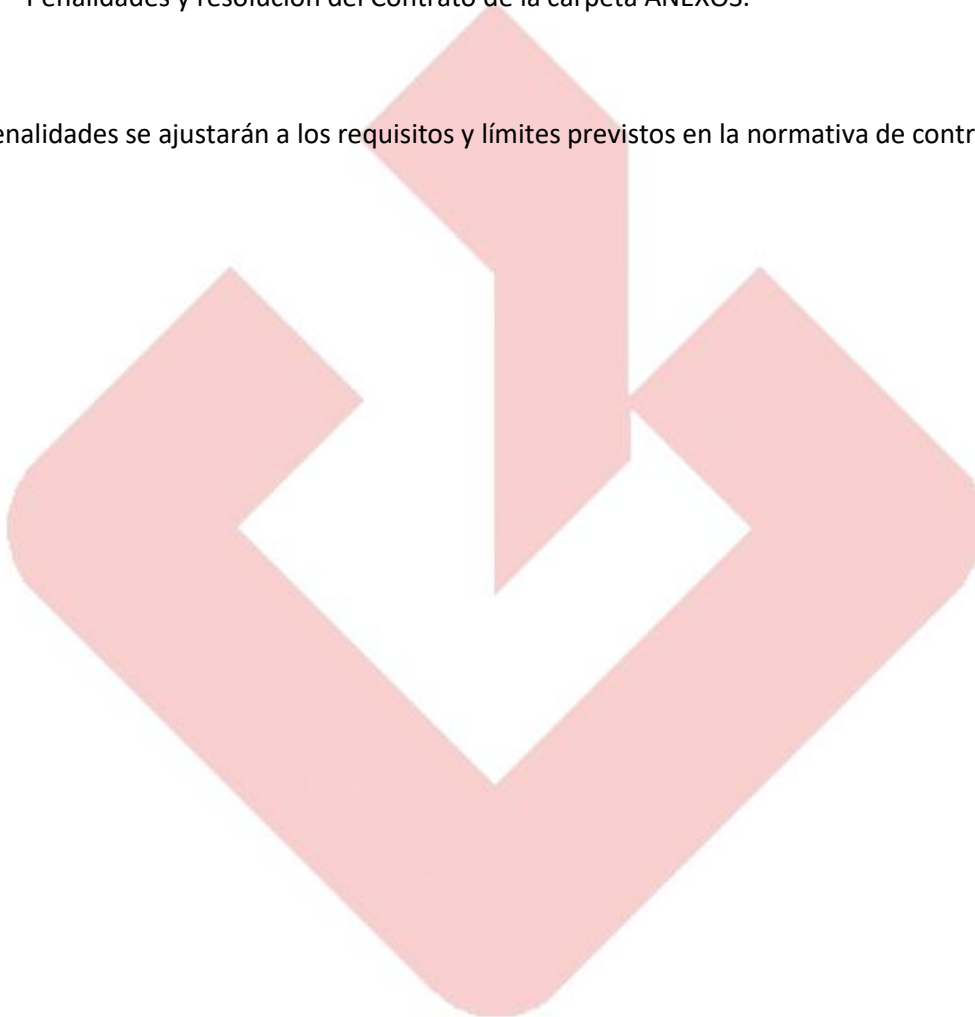 Penalidades y resolución del Contrato de la carpeta ANEXOS.
enalidades se ajustarán a los requisitos y límites previstos en la normativa de contr